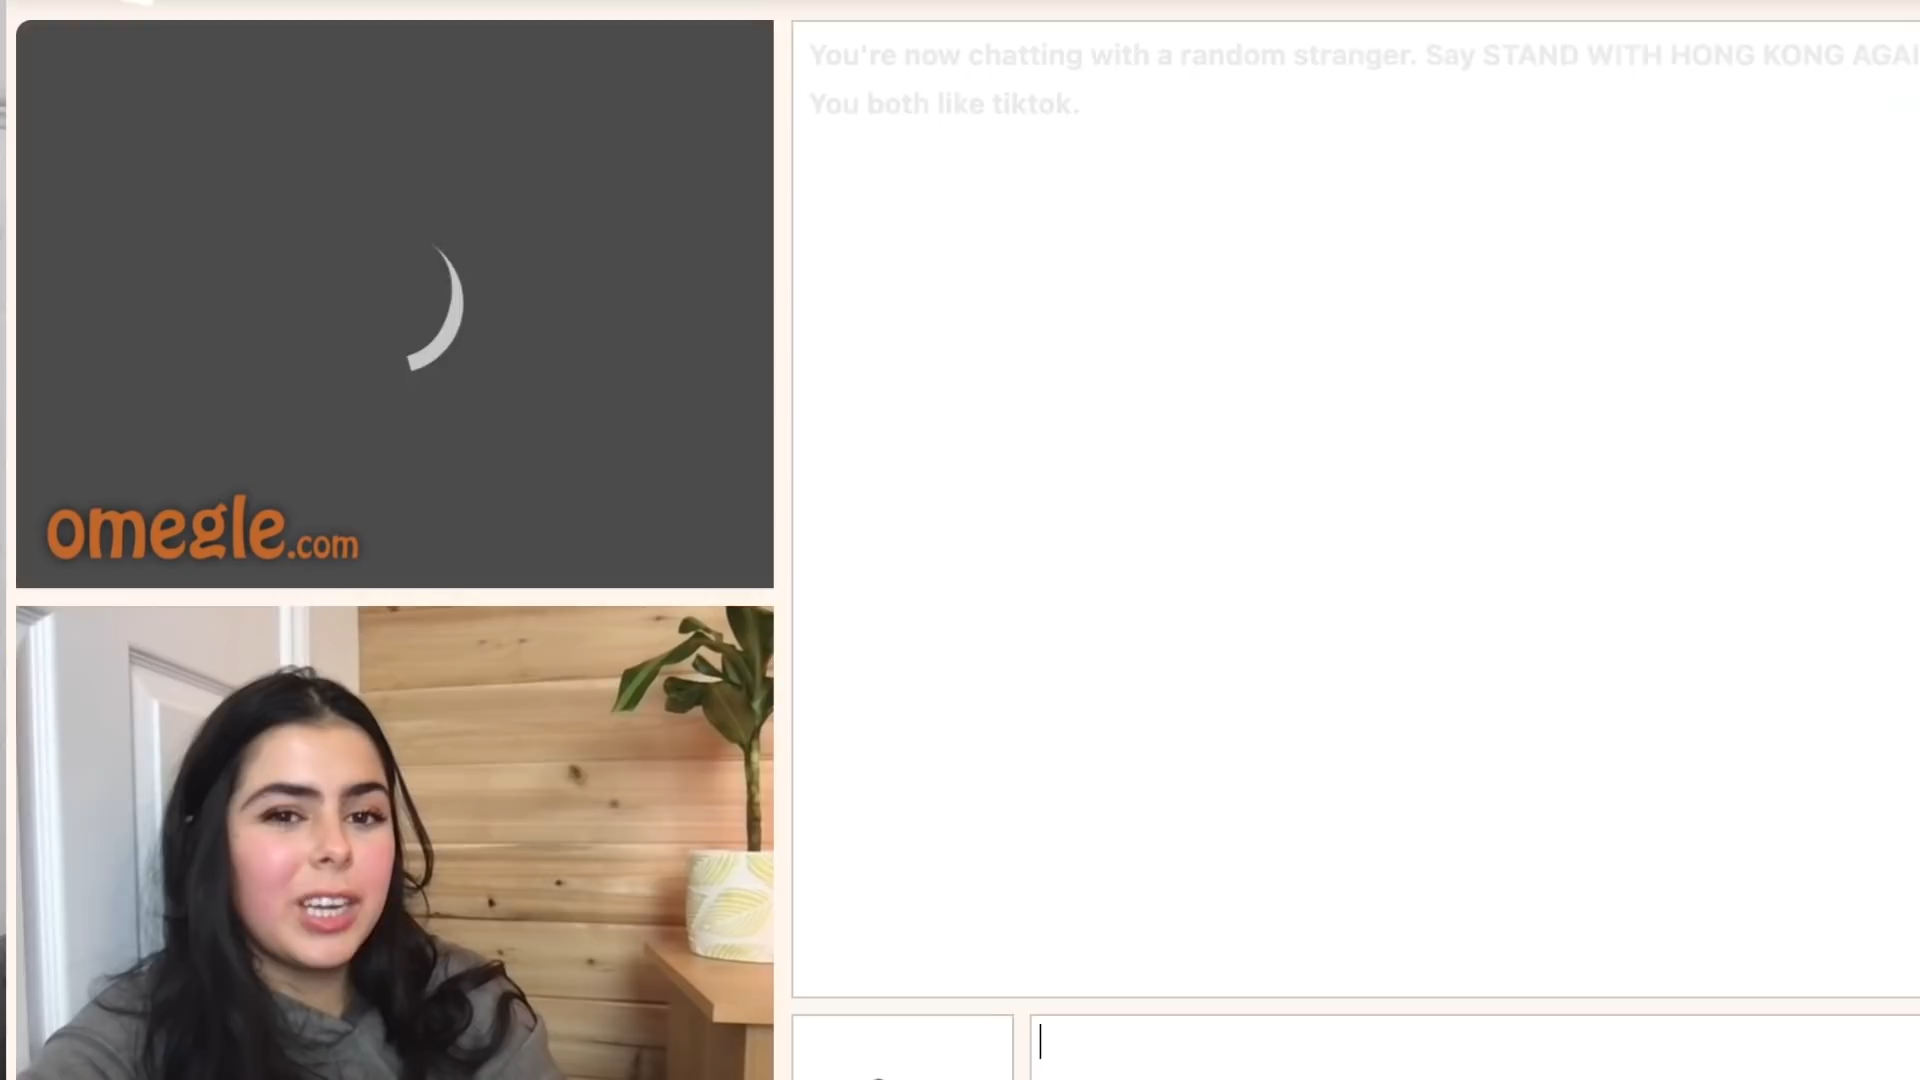 You're now chatting with a random stranger. Say STAND WITH HONG KONG
You both like tiktok.
omegle.com